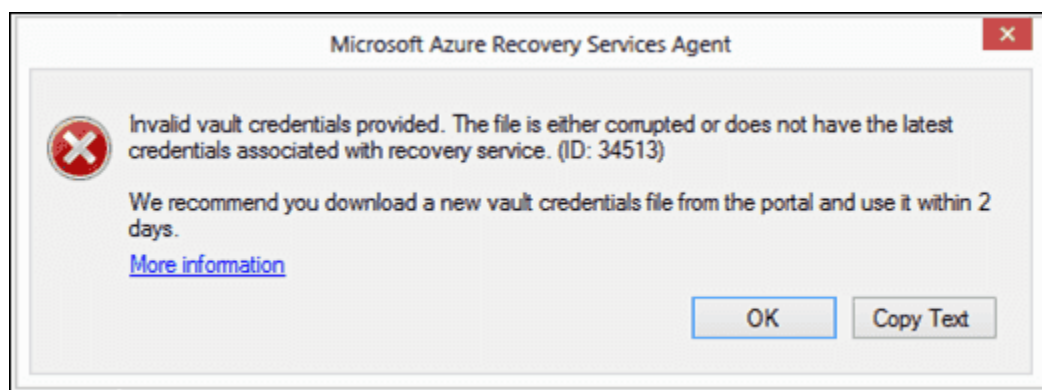 Microsoft Azure Recovery Services Agent
Invalid vault credentials provided. The file is either corrupted or does not have the latest
credentials associated with recovery service. (ID: 34513)
We recommend you download a new vault credentials file from the portal and use it within 2
days.
More information
OK
Copy Text